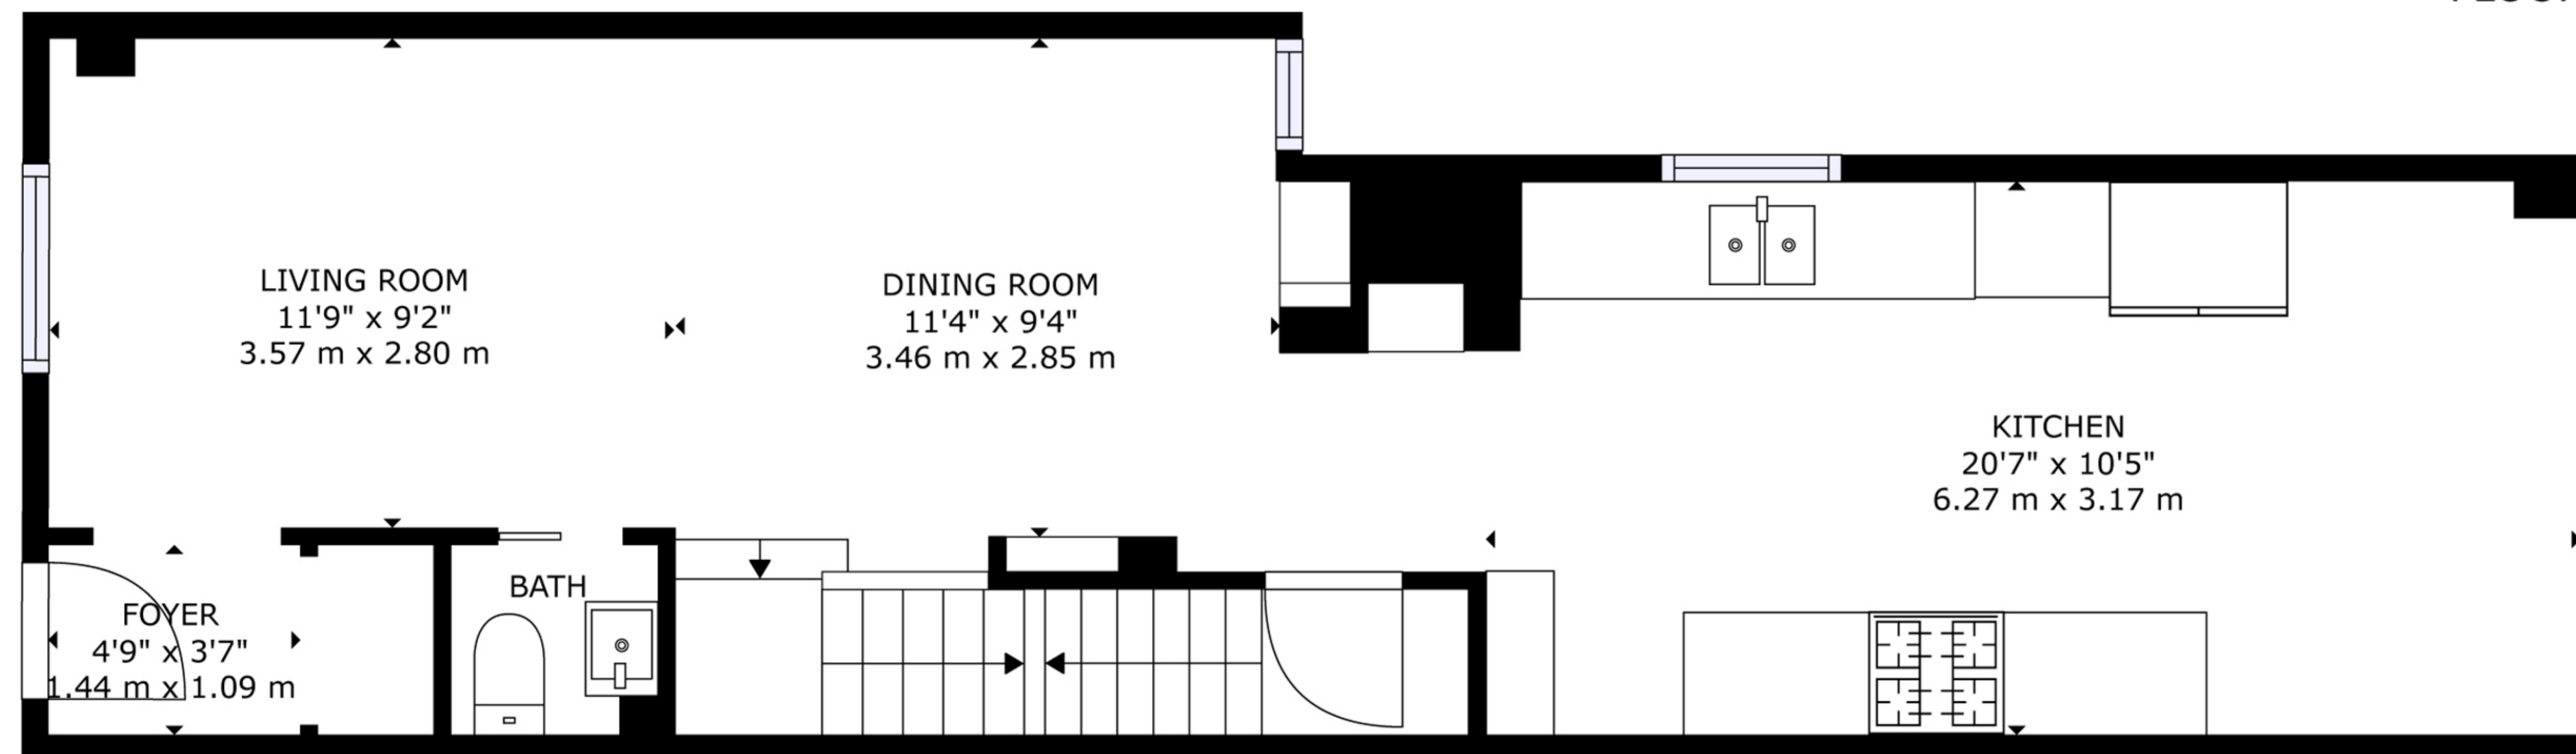 LIVING ROOM
11'9" x 9'2"
3.57 m x 2.80 m
DINING ROOM
11'4" x 9'4"
3.46 m x 2.85 m
KITCHEN
20'7" x 10'5"
6.27 m x 3.17 m
BATH
FOYER
4'9" x 3'7"
1.44 m x 1.09 m